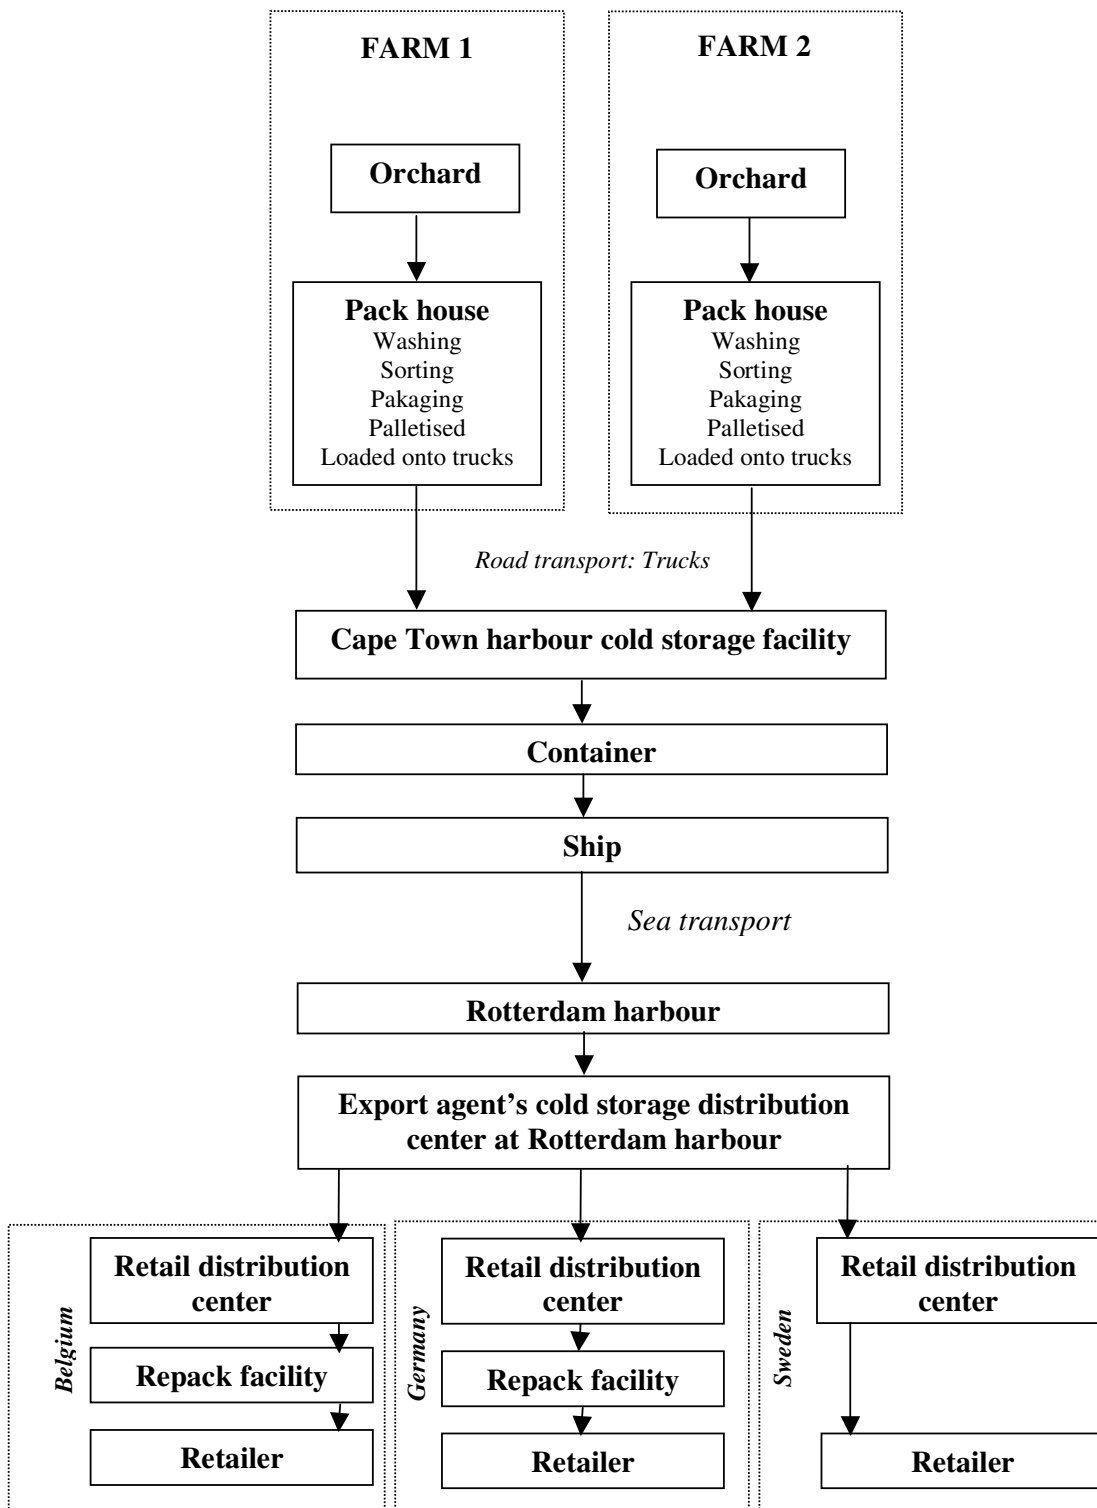 FARM 1
FARM 2
Orchard
Orchard
Pack house
Washing
Sorting
Pakaging
Palletised
Loaded onto trucks
Pack house
Washing
Sorting
Pakaging
Palletised
Loaded onto trucks
Road transport: Trucks
Cape Town harbour cold storage facility
Container
Ship
Sea transport
Rotterdam harbour
Export agent’s cold storage distribution
center at Rotterdam harbour
Belgium
Retail distribution
center
Repack facility
Retailer
Germany
Retail distribution
center
Repack facility
Retailer
Sweden
Retail distribution
center
Retailer